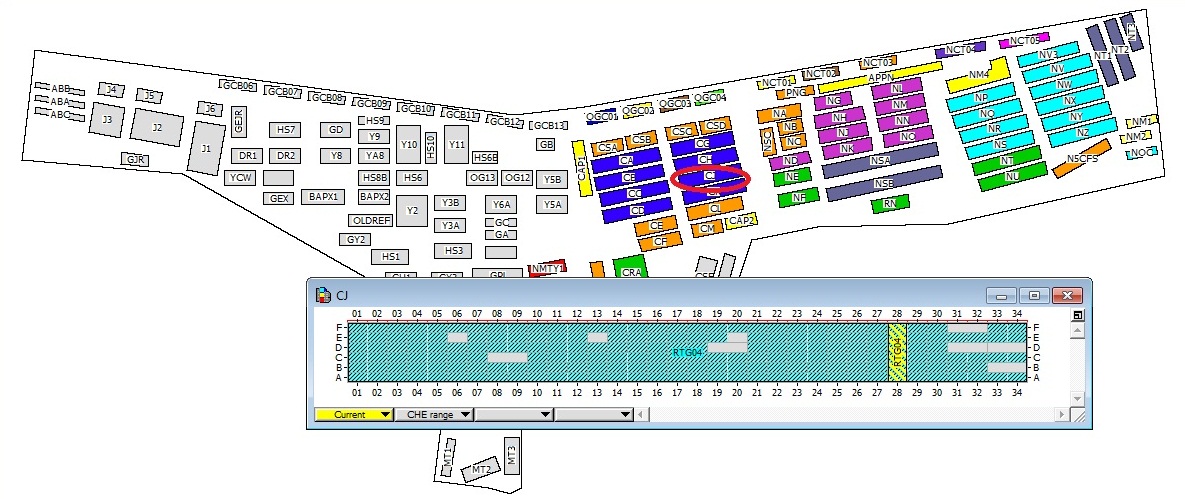 ABB
ABA
ABC
J4
J5
J3
J2
J6
J1
GJR
GCB06
GCB07
GCB08
GCB09
GCB10
GCB11
GCB12
GCB13
GEJR
HS7
GD
HS9
Y9
Y10
HS10
Y11
GB
DR1
DR2
Y8
YA8
HS6B
YCW
HS8B
HS6
OG13
OG12
Y5B
GEX
BAPX1
BAPX2
Y2
Y3B
Y6A
Y5A
OLDREF
Y3A
GC
GA
GY2
HS1
HS3
NMTY1
CRA
OGC01
OGC02
OGC03
OGC04
CAP1
CSA
CSB
CSC
CSD
CA
CB
CC
CD
CE
CF
CG
CH
CJ
CL
CM
CAP2
NCT01
NCT02
NCT03
NCT04
NCT05
PNG
APPN
NA
NB
NC
NSC
ND
NE
NF
NG
NH
NJ
NK
NL
NM
NN
NO
NSA
NSB
RN
NM4
NP
NQ
NR
NS
NT
NU
NV
NW
NX
NY
NZ
NT1
NT2
NT3
NM1
NM2
NOC
NSCFS
CJ
01 02 03 04 05 06 07 08 09 10 11 12 13 14 15 16 17 18 19 20 21 22 23 24 25 26 27 28 29 30 31 32 33 34
F F
E E
D RTG04 RTG04 D
C C
B B
A A
01 02 03 04 05 06 07 08 09 10 11 12 13 14 15 16 17 18 19 20 21 22 23 24 25 26 27 28 29 30 31 32 33 34
Current CHE range
MT1
MT2
MT3